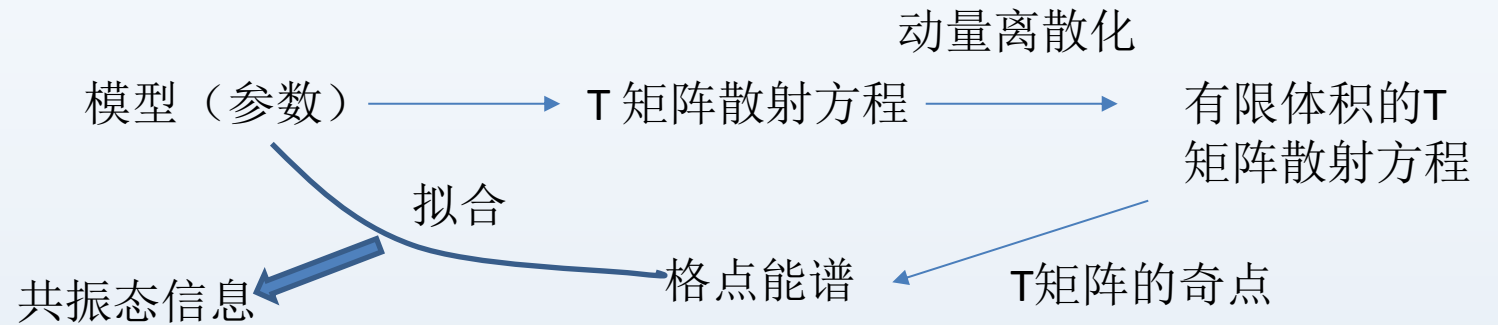 动量离散化
模型（参数）
T 矩阵散射方程
有限体积的T
矩阵散射方程
拟合
格点能谱
T矩阵的奇点
共振态信息